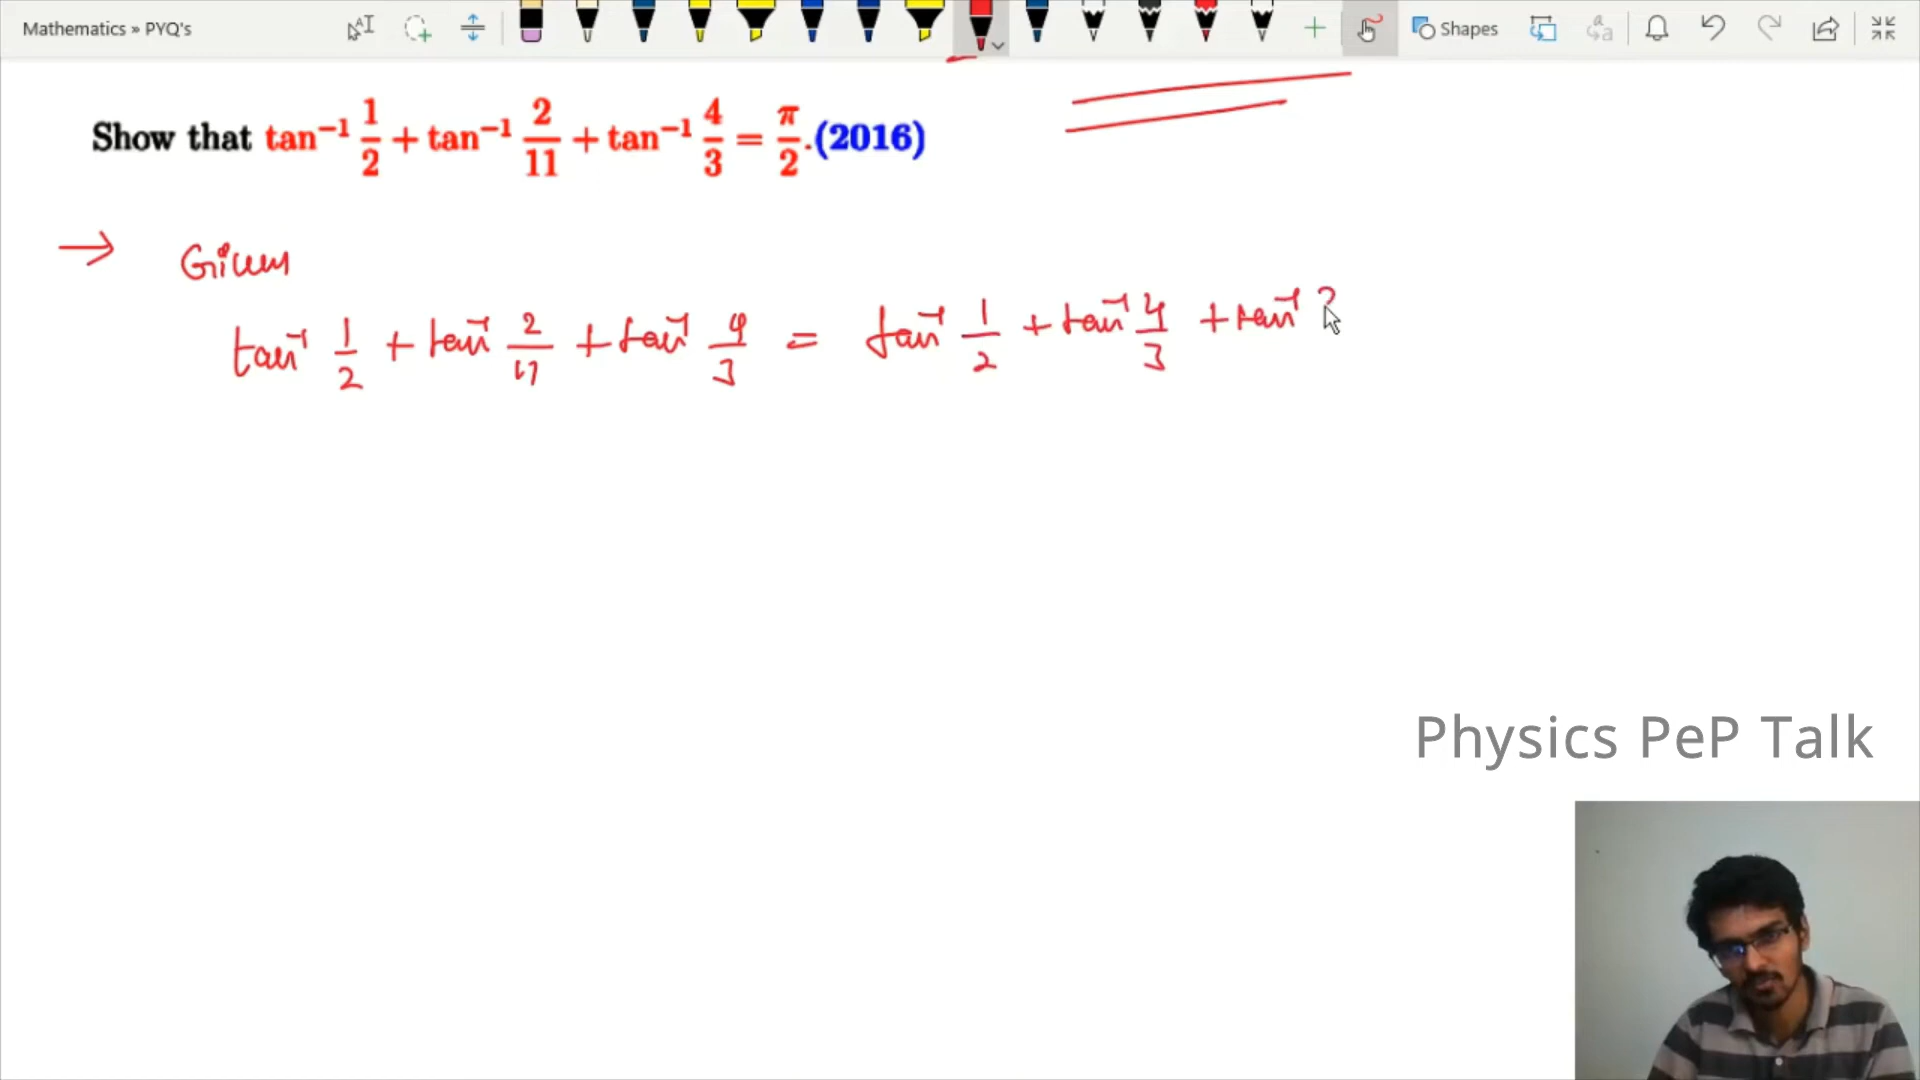 Mathematics » PYQ's
Shapes
Show that tan⁻¹ 1/2 + tan⁻¹ 2/11 + tan⁻¹ 4/3 = π/2.(2016)
→ Given
tan⁻¹ 1/2 + tan⁻¹ 2/11 + tan⁻¹ 4/3 = tan⁻¹ 1/2 + tan⁻¹ 4/3 + tan⁻¹ 2
Physics PeP Talk